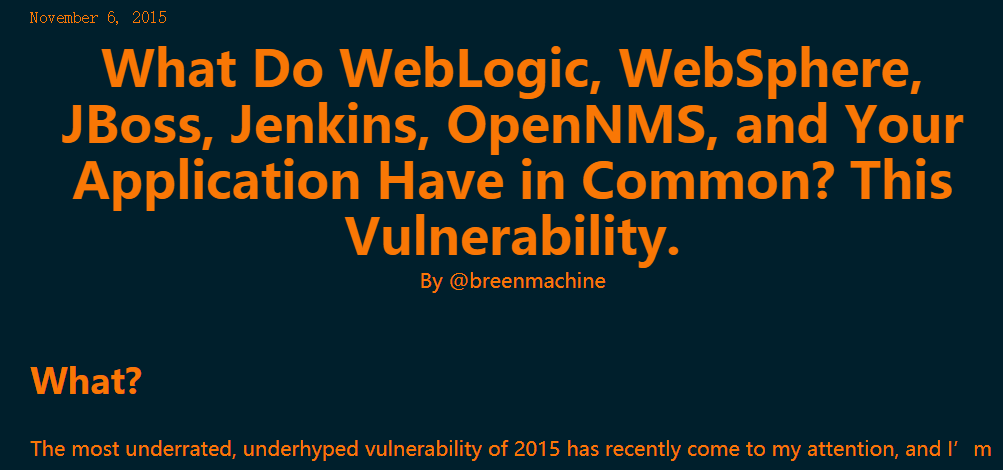 November 6, 2015
What Do WebLogic, WebSphere,
JBoss, Jenkins, OpenNMS, and Your
Application Have in Common? This
Vulnerability.
By @breenmachine
What?
The most underrated, underhyped vulnerability of 2015 has recently come to my attention, and I’m